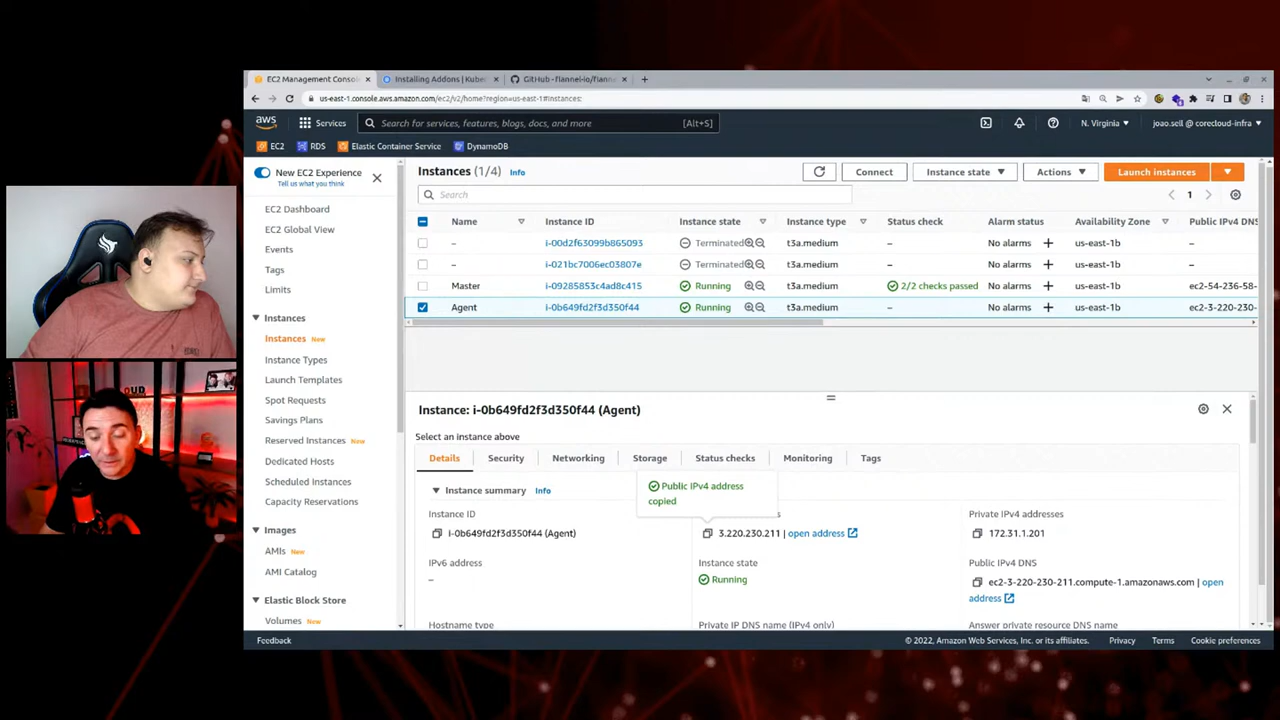 EC2 Management Conso
Installing Addons | Kube
GitHub - flannel-io/flann
us-east-1.console.aws.amazon.com/ec2/v2/home?region=us-east-1#Instances:
aws
Services
Search for services, features, blogs, docs, and more
[Alt+S]
N. Virginia
joao.sell @ corecloud-infra
EC2
RDS
Elastic Container Service
DynamoDB
New EC2 Experience
Tell us what you think
EC2 Dashboard
EC2 Global View
Events
Tags
Limits
Instances
Instances New
Instance Types
Launch Templates
Spot Requests
Savings Plans
Reserved Instances New
Dedicated Hosts
Scheduled Instances
Capacity Reservations
Images
AMIs New
AMI Catalog
Elastic Block Store
Volumes New
Instances (1/4) Info
Connect
Instance state
Actions
Launch instances
Search
1
Name Instance ID Instance state Instance type Status check Alarm status Availability Zone Public IPv4 DNS
– i-00d2f63099b865093 Terminated t3a.medium – No alarms + us-east-1b –
– i-021bc7006ec03807e Terminated t3a.medium – No alarms + us-east-1b –
Master i-09285853c4ad8c415 Running t3a.medium 2/2 checks passed No alarms + us-east-1b ec2-54-236-58-
Agent i-0b649fd2f3d350f44 Running t3a.medium – No alarms + us-east-1b ec2-3-220-230-
Instance: i-0b649fd2f3d350f44 (Agent)
Select an instance above
Details Security Networking Storage Status checks Monitoring Tags
Public IPv4 address
copied
Instance summary Info
Instance ID
i-0b649fd2f3d350f44 (Agent)
3.220.230.211 | open address
Private IPv4 addresses
172.31.1.201
IPv6 address
–
Instance state
Running
Public IPv4 DNS
ec2-3-220-230-211.compute-1.amazonaws.com | open
address
Hostname type
Private IP DNS name (IPv4 only)
Answer private resource DNS name
Feedback
© 2022, Amazon Web Services, Inc. or its affiliates.
Privacy
Terms
Cookie preferences